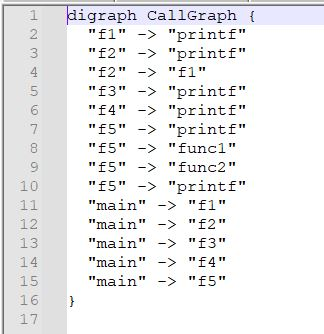 1 digraph CallGraph {
2 "f1" -> "printf"
3 "f2" -> "printf"
4 "f2" -> "f1"
5 "f3" -> "printf"
6 "f4" -> "printf"
7 "f5" -> "printf"
8 "f5" -> "func1"
9 "f5" -> "func2"
10 "f5" -> "printf"
11 "main" -> "f1"
12 "main" -> "f2"
13 "main" -> "f3"
14 "main" -> "f4"
15 "main" -> "f5"
16 }
17